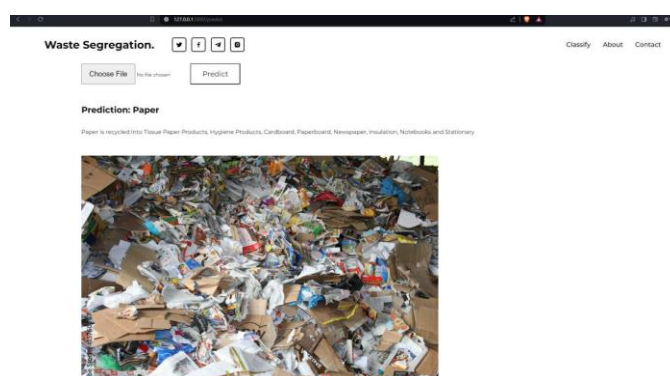 Waste Segregation.
Classify About Contact
Choose File No file chosen Predict
Prediction: Paper
Paper is recycled into Tissue Paper Products, Hygiene Products, Cardboard, Paperboard, Newspaper, Insulation, Notebooks and Stationery